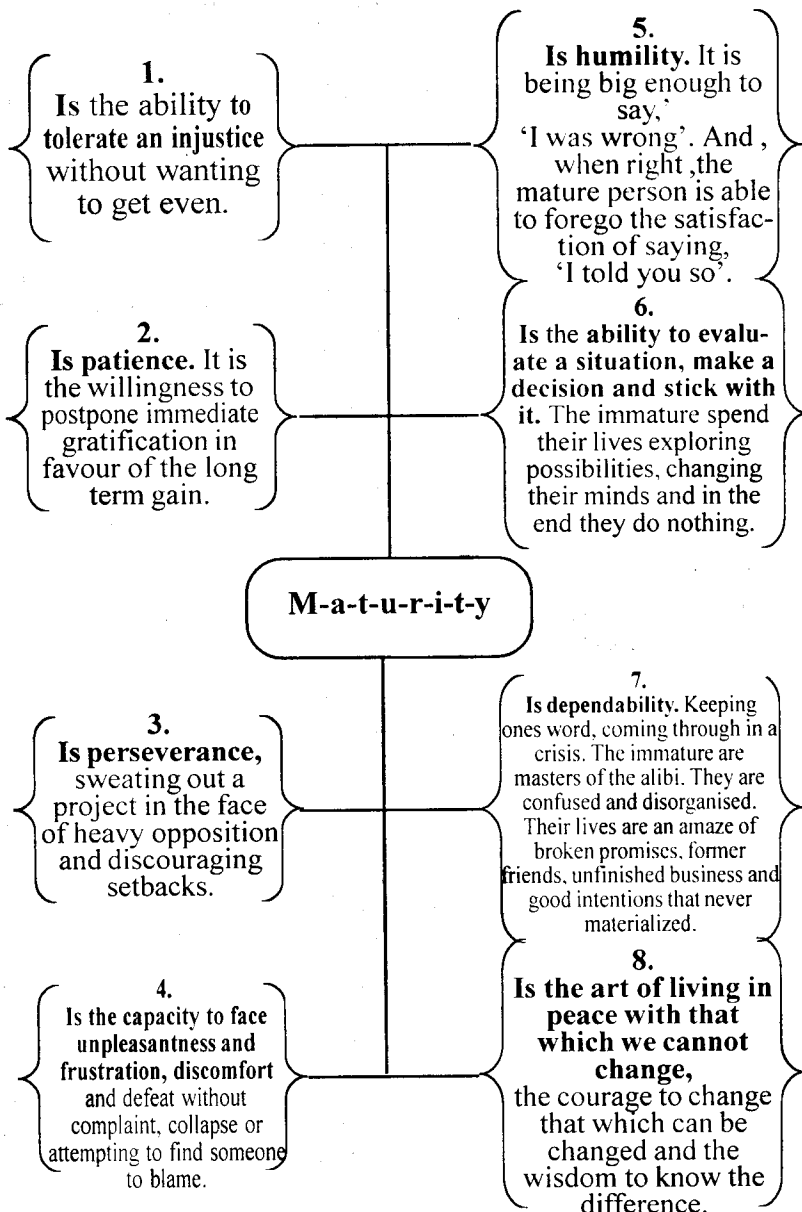 1.
Is the ability to
tolerate an injustice
without wanting
to get even.
2.
Is patience. It is
the willingness to
postpone immediate
gratification in
favour of the long
term gain.
M-a-t-u-r-i-t-y
3.
Is perseverance,
sweating out a
project in the face
of heavy opposition
and discouraging
setbacks.
4.
Is the capacity to face
unpleasantness and
frustration, discomfort
and defeat without
complaint, collapse or
attempting to find someone
to blame.
5.
Is humility. It is
being big enough to
say,‘
‘I was wrong’. And ,
when right ,the
mature person is able
to forego the satisfac-
tion of saying,
‘I told you so’.
6.
Is the ability to evalu-
ate a situation, make a
decision and stick with
it. The immature spend
their lives exploring
possibilities, changing
their minds and in the
end they do nothing.
7.
Is dependability. Keeping
ones word, coming through in a
crisis. The immature are
masters of the alibi. They are
confused and disorganised.
Their lives are an amaze of
broken promises, former
friends, unfinished business and
good intentions that never
materialized.
8.
Is the art of living in
peace with that
which we cannot
change,
the courage to change
that which can be
changed and the
wisdom to know the
difference.